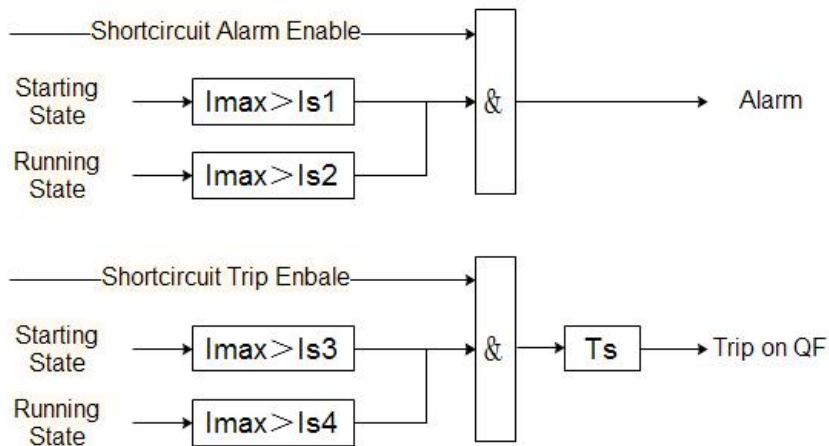 Shortcircuit Alarm Enable
Starting
State
Imax＞Is1
&
Alarm
Running
State
Imax＞Is2
Shortcircuit Trip Enbale
Starting
State
Imax＞Is3
&
Ts
Trip on QF
Running
State
Imax＞Is4